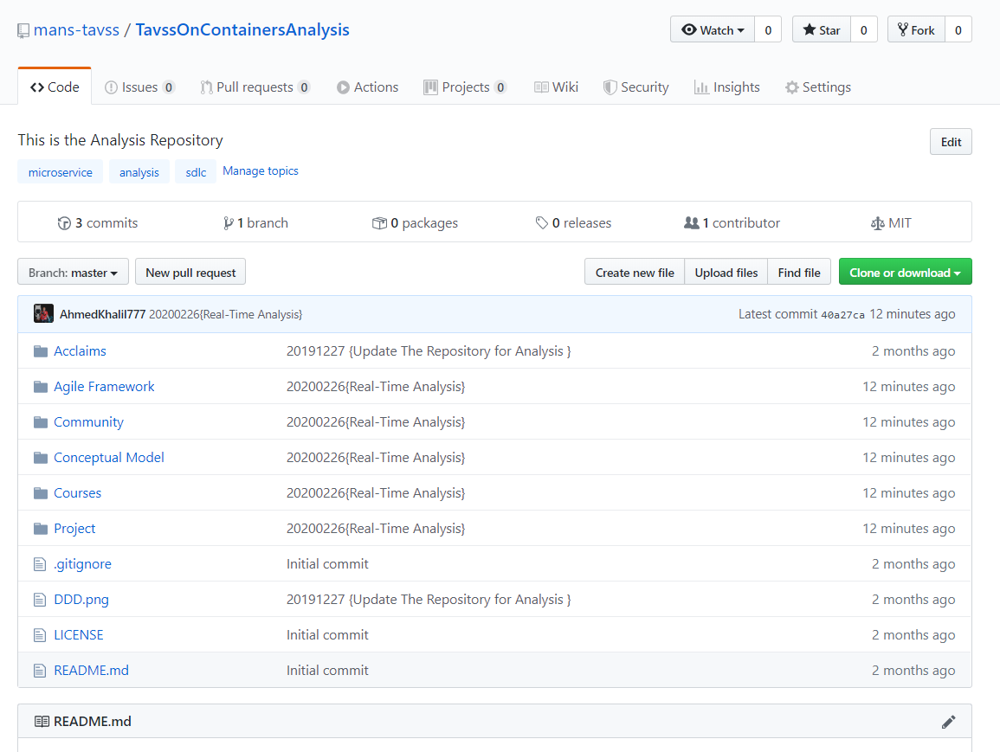 mans-tavss / TavssOnContainersAnalysis Watch 0 Star 0 Fork 0
Code Issues 0 Pull requests 0 Actions Projects 0 Wiki Security Insights Settings
This is the Analysis Repository Edit
microservice analysis sdlc Manage topics
3 commits 1 branch 0 packages 0 releases 1 contributor MIT
Branch: master New pull request Create new file Upload files Find file Clone or download
AhmedKhalil777 20200226{Real-Time Analysis} Latest commit 40a27ca 12 minutes ago
Acclaims 20191227 {Update The Repository for Analysis } 2 months ago
Agile Framework 20200226{Real-Time Analysis} 12 minutes ago
Community 20200226{Real-Time Analysis} 12 minutes ago
Conceptual Model 20200226{Real-Time Analysis} 12 minutes ago
Courses 20200226{Real-Time Analysis} 12 minutes ago
Project 20200226{Real-Time Analysis} 12 minutes ago
.gitignore Initial commit 2 months ago
DDD.png 20191227 {Update The Repository for Analysis } 2 months ago
LICENSE Initial commit 2 months ago
README.md Initial commit 2 months ago
README.md